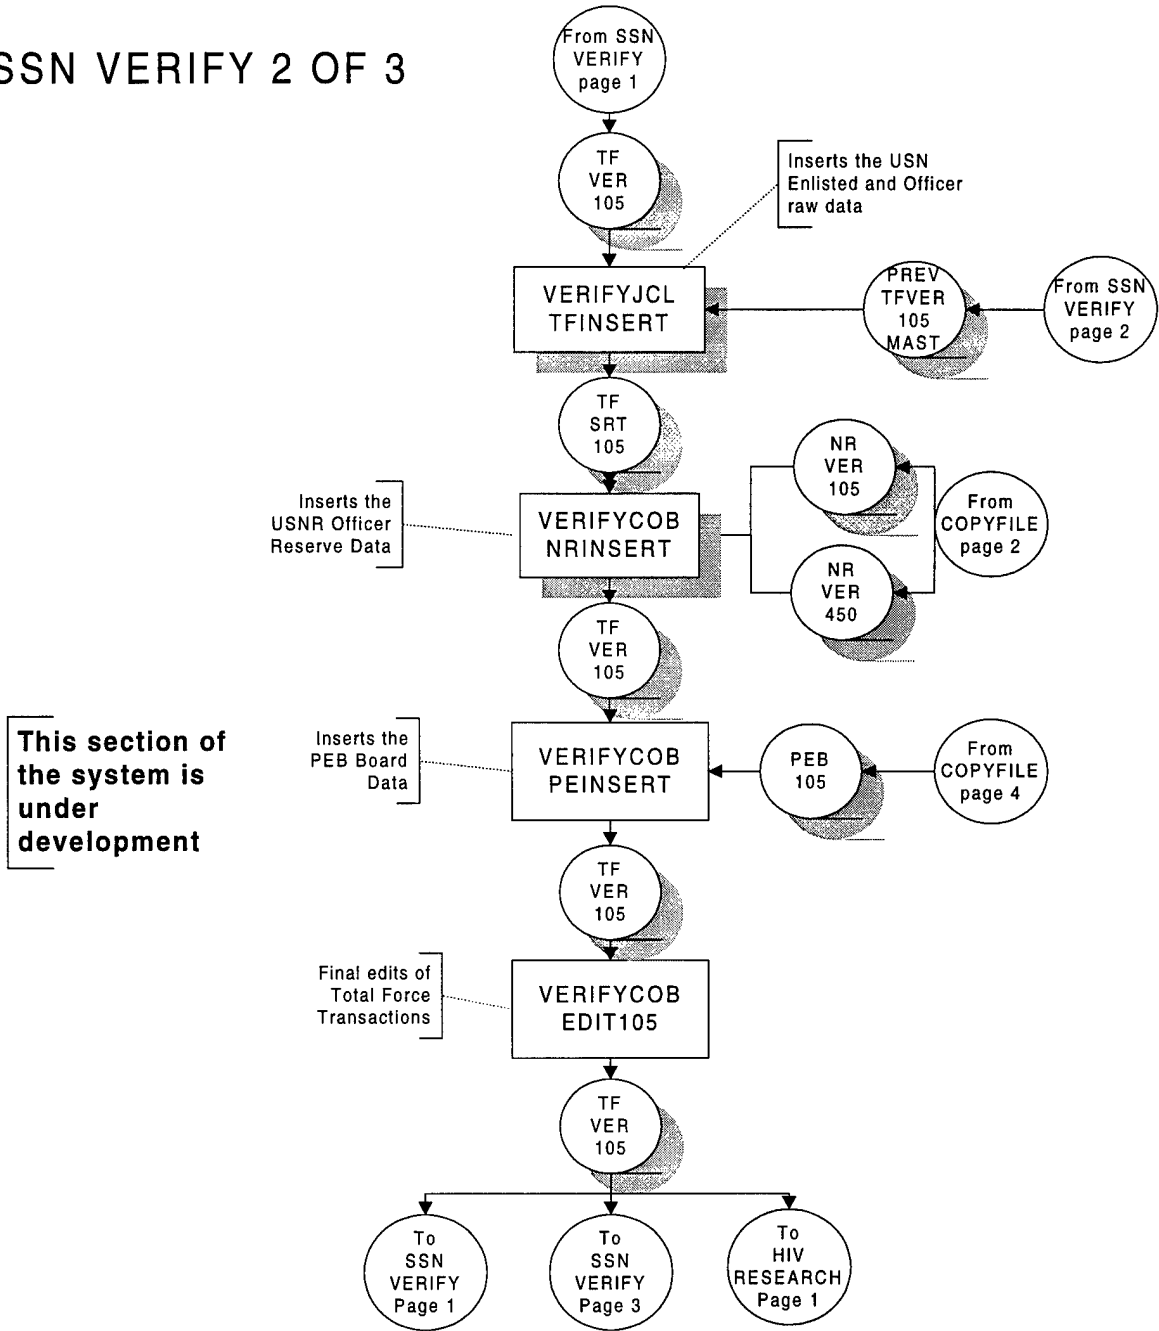 SSN VERIFY 2 OF 3
From SSN
VERIFY
page 1
TF
VER
105
Inserts the USN
Enlisted and Officer
raw data
VERIFYJCL
TFINSERT
PREV
TFVER
105
MAST
From SSN
VERIFY
page 2
TF
SRT
105
Inserts the
USNR Officer
Reserve Data
VERIFYCOB
NRINSERT
NR
VER
105
NR
VER
450
From
COPYFILE
page 2
TF
VER
105
This section of
the system is
under
development
Inserts the
PEB Board
Data
VERIFYCOB
PEINSERT
PEB
105
From
COPYFILE
page 4
TF
VER
105
Final edits of
Total Force
Transactions
VERIFYCOB
EDIT105
TF
VER
105
To
SSN
VERIFY
Page 1
To
SSN
VERIFY
Page 3
To
HIV
RESEARCH
Page 1